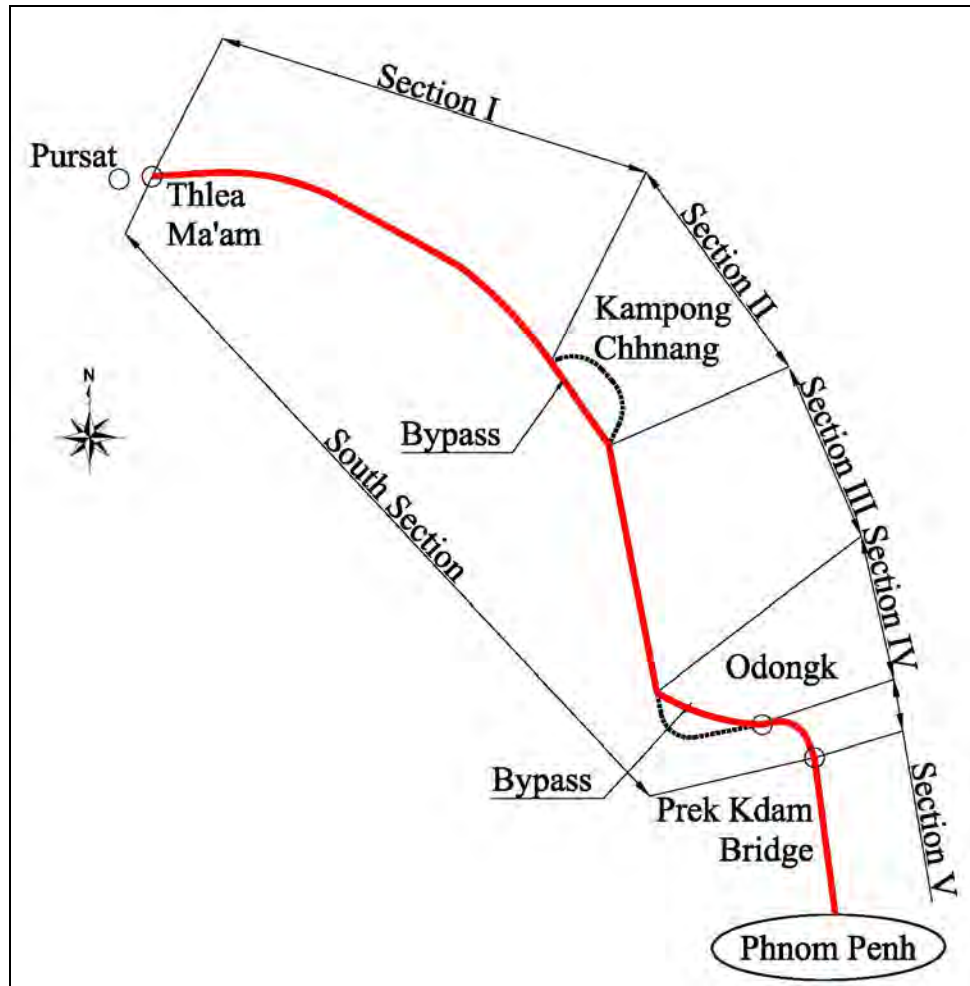 Section I
Pursat
Thlea
Ma'am
Section II
Kampong
Chhnang
N
Bypass
South Section
Section III
Section IV
Odongk
Bypass
Prek Kdam
Bridge
Section V
Phnom Penh